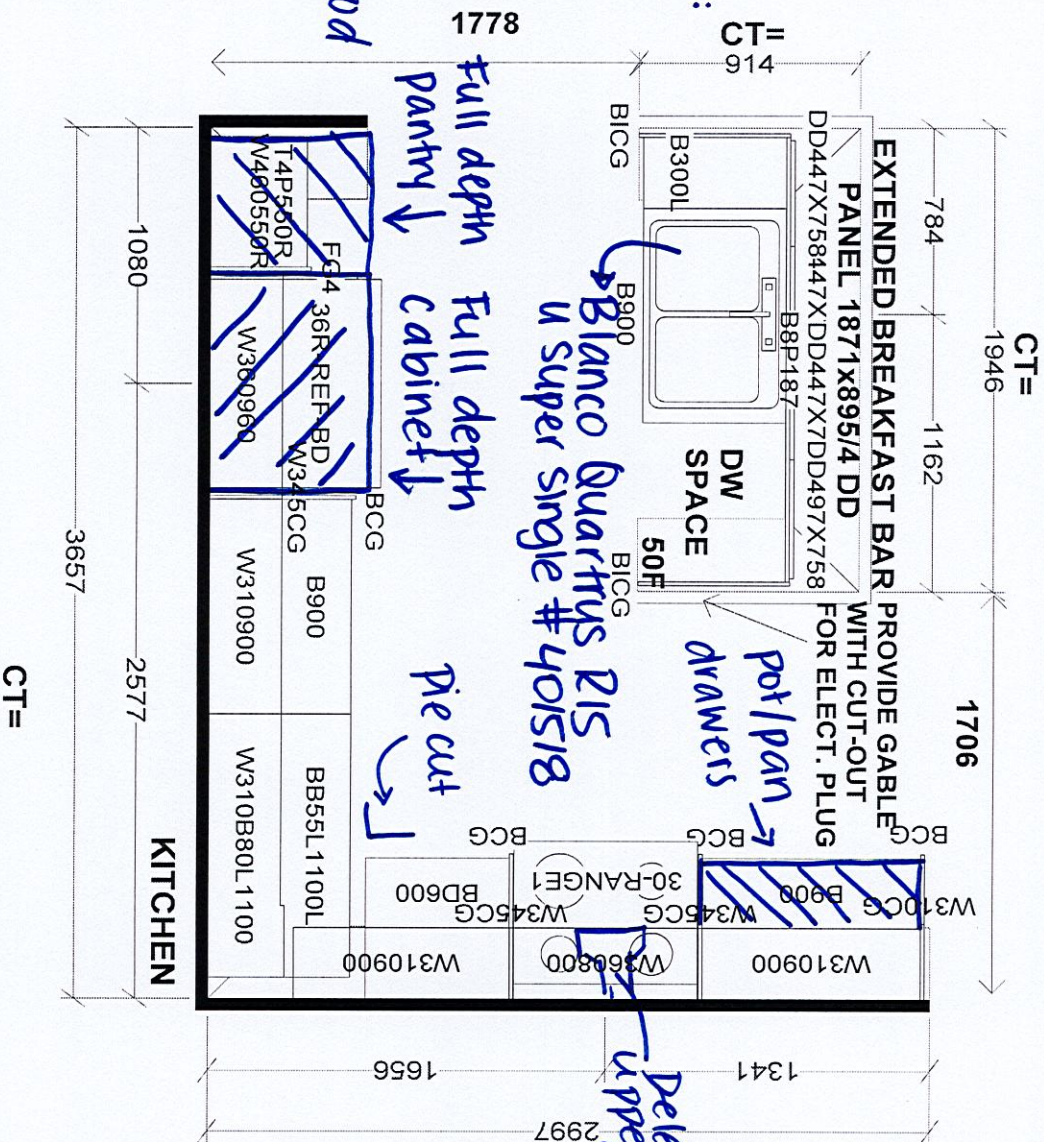 1778
CT=
914
EXTENDED BREAKFAST BAR
PANEL 1871x895/4 DD
784
1162
1946
CT=
BICG
B300L
B900
DW
SPACE
50F
BICG
PROVIDE GABLE
WITH CUT-OUT
FOR ELECT. PLUG
1706
Full depth
pantry
Full depth
cabinet
Blanco Quartrys R15
u super single # 401518
pot/pan
drawers
pie cut
T4P550R
W460550R
FG4
36R-REF-BD
W360960
W345CG
BCG
B900
W310900
BB55L1100L
W310B80L1100
1080
2577
3657
CT=
KITCHEN
BCG
BCG
BCG
BD600
30-RANGE1
W345CG
W345CG
B900
W310CG
W310900
W360800
W310900
1656
1341
2997